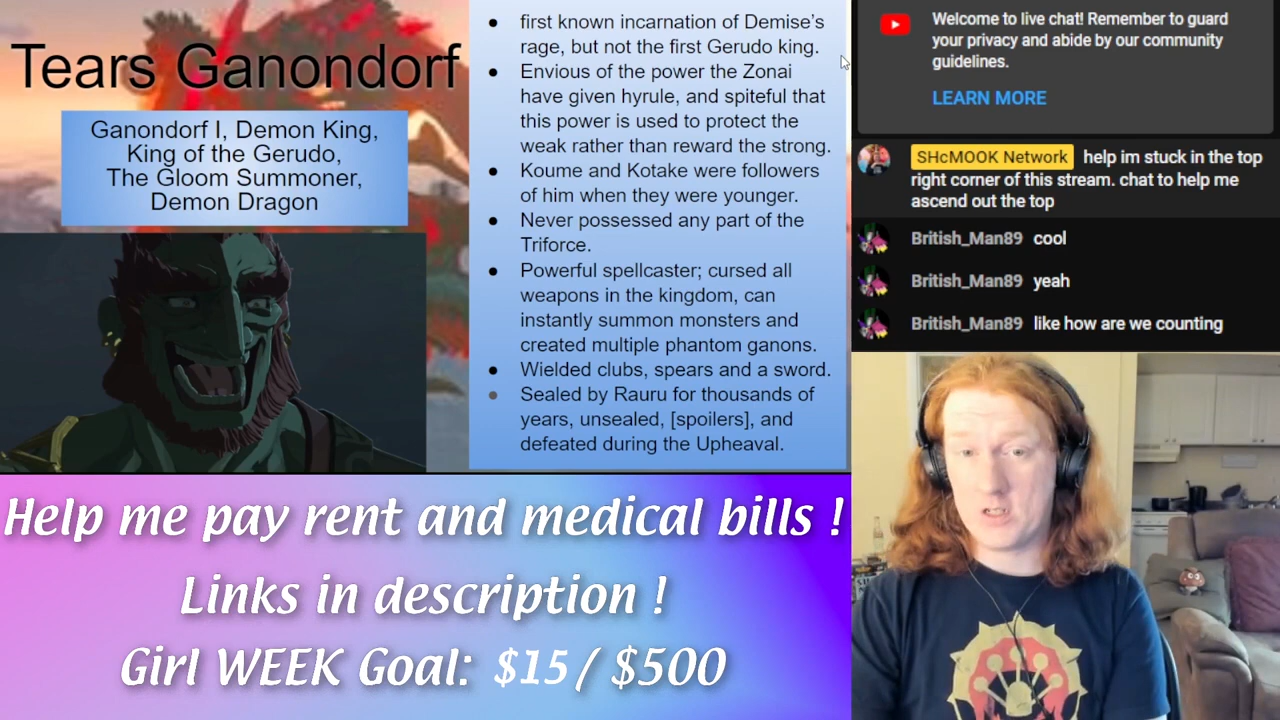 Tears Ganondorf
Ganondorf I, Demon King,
King of the Gerudo,
The Gloom Summoner,
Demon Dragon
● first known incarnation of Demise's
rage, but not the first Gerudo king.
● Envious of the power the Zonai
have given hyrule, and spiteful that
this power is used to protect the
weak rather than reward the strong.
● Koume and Kotake were followers
of him when they were younger.
● Never possessed any part of the
Triforce.
● Powerful spellcaster; cursed all
weapons in the kingdom, can
instantly summon monsters and
created multiple phantom ganons.
● Wielded clubs, spears and a sword.
● Sealed by Rauru for thousands of
years, unsealed, [spoilers], and
defeated during the Upheaval.
Welcome to live chat! Remember to guard
your privacy and abide by our community
guidelines.
LEARN MORE
SHcMOOK Network help im stuck in the top
right corner of this stream. chat to help me
ascend out the top
British_Man89 cool
British_Man89 yeah
British_Man89 like how are we counting
Help me pay rent and medical bills !
Links in description !
Girl WEEK Goal: $15 / $500